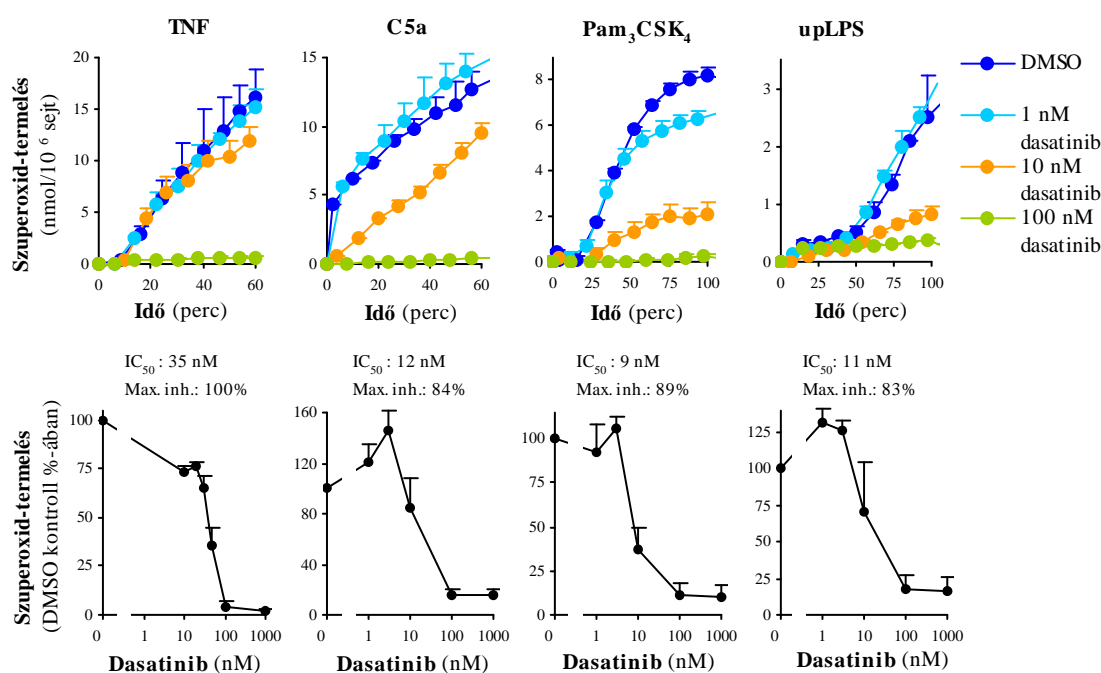 TNF
C5a
Pam3CSK4
upLPS
Szuperoxid-termelés
(nmol/10 6 sejt)
20
15
10
5
0
0 20 40 60
Idő (perc)
15
10
5
0
0 20 40 60
Idő (perc)
8
6
4
2
0
0 25 50 75 100
Idő (perc)
3
2
1
0
0 25 50 75 100
Idő (perc)
DMSO
1 nM
dasatinib
10 nM
dasatinib
100 nM
dasatinib
Szuperoxid-termelés
(DMSO kontroll %-ában)
IC50 : 35 nM
Max. inh.: 100%
100
75
50
25
0
0 1 10 100 1000
Dasatinib (nM)
IC50 : 12 nM
Max. inh.: 84%
160
120
80
40
0
0 1 10 100 1000
Dasatinib (nM)
IC50 : 9 nM
Max. inh.: 89%
100
75
50
25
0
0 1 10 100 1000
Dasatinib (nM)
IC50: 11 nM
Max. inh.: 83%
125
100
75
50
25
0
0 1 10 100 1000
Dasatinib (nM)